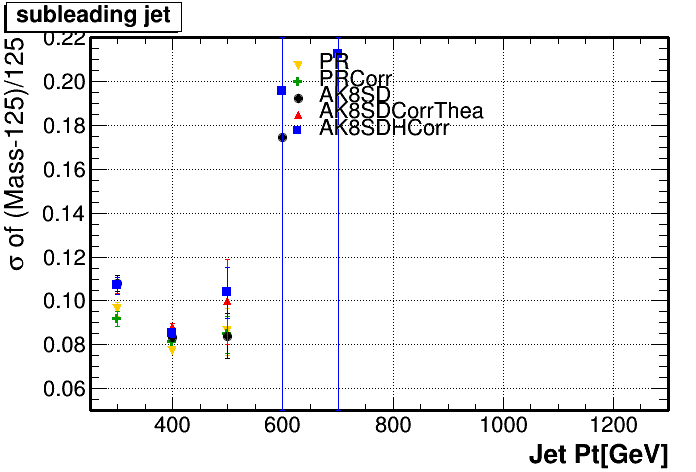 subleading jet
σ of (Mass-125)/125
0.22
0.20
0.18
0.16
0.14
0.12
0.10
0.08
0.06
PR
PRCorr
AK8SD
AK8SDCorrThea
AK8SDHCorr
400 600 800 1000 1200
Jet Pt[GeV]